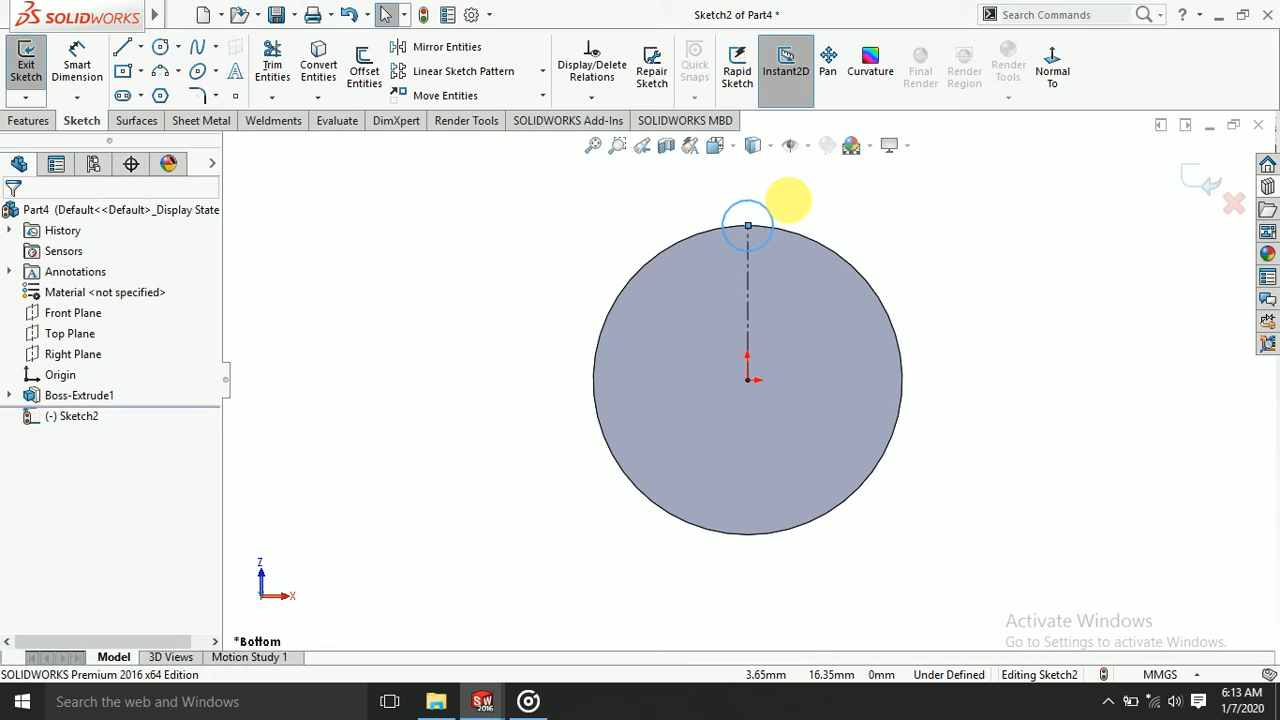 SOLIDWORKS
Sketch2 of Part4 *
Search Commands
Exit Sketch
Smart Dimension
Trim Entities
Convert Entities
Offset Entities
Mirror Entities
Linear Sketch Pattern
Move Entities
Display/Delete Relations
Repair Sketch
Quick Snaps
Rapid Sketch
Instant2D
Pan
Curvature
Final Render
Render Region
Render Tools
Normal To
Features Sketch Surfaces Sheet Metal Weldments Evaluate DimXpert Render Tools SOLIDWORKS Add-Ins SOLIDWORKS MBD
Part4 (Default<<Default>_Display State
History
Sensors
Annotations
Material <not specified>
Front Plane
Top Plane
Right Plane
Origin
Boss-Extrude1
(-) Sketch2
Z
X
*Bottom
Activate Windows
Go to Settings to activate Windows.
Model 3D Views Motion Study 1
SOLIDWORKS Premium 2016 x64 Edition 3.65mm 16.35mm 0mm Under Defined Editing Sketch2 MMGS
Search the web and Windows
SW 2016
6:13 AM
1/7/2020